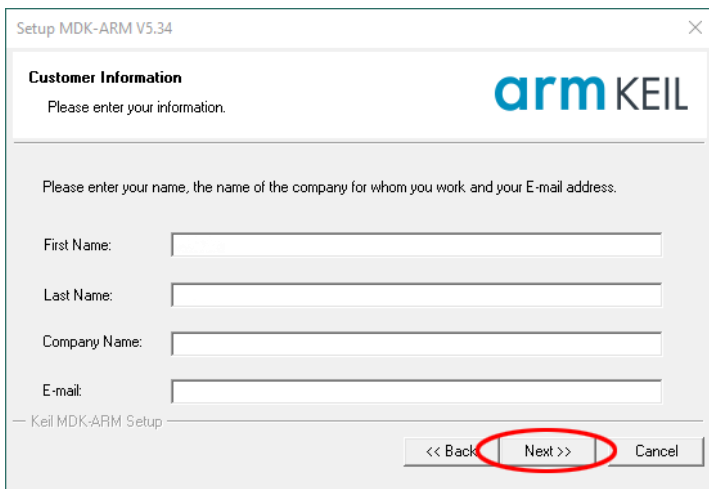 Setup MDK-ARM V5.34
Customer Information
Please enter your information.
arm KEIL
Please enter your name, the name of the company for whom you work and your E-mail address.
First Name:
Last Name:
Company Name:
E-mail:
Keil MDK-ARM Setup
<< Back Next >> Cancel